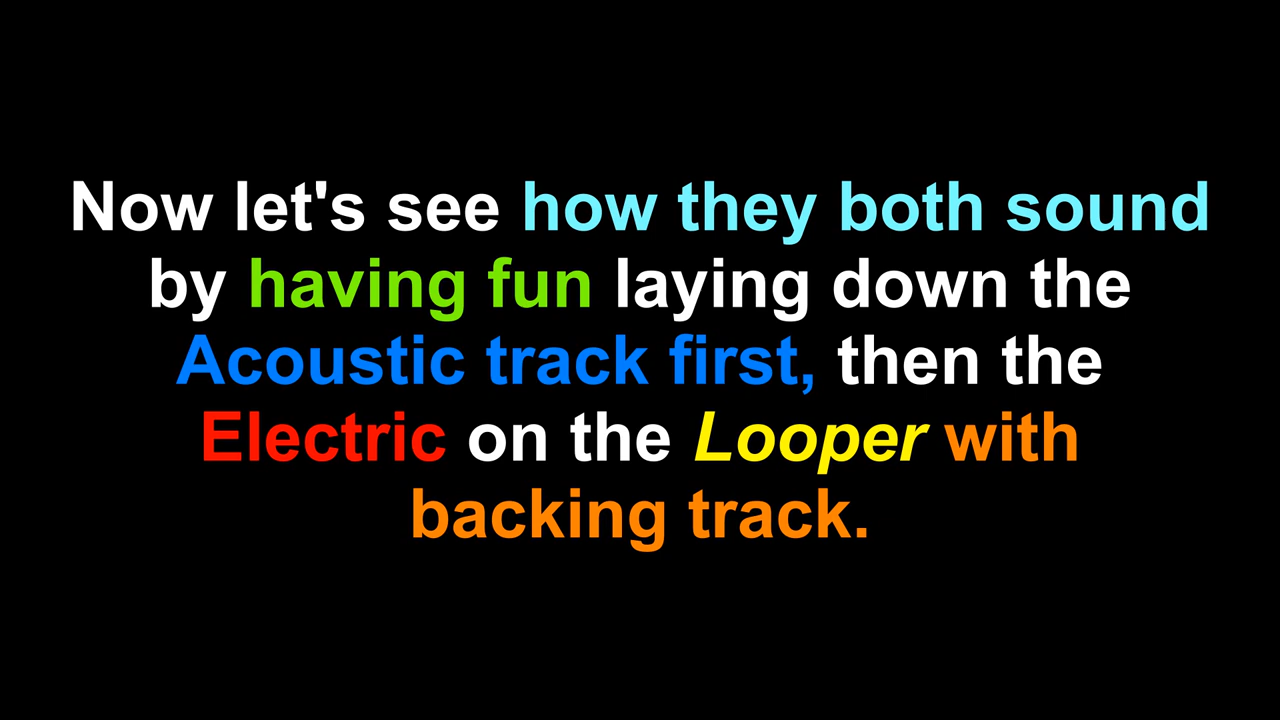 Now let's see how they both sound
by having fun laying down the
Acoustic track first, then the
Electric on the Looper with
backing track.